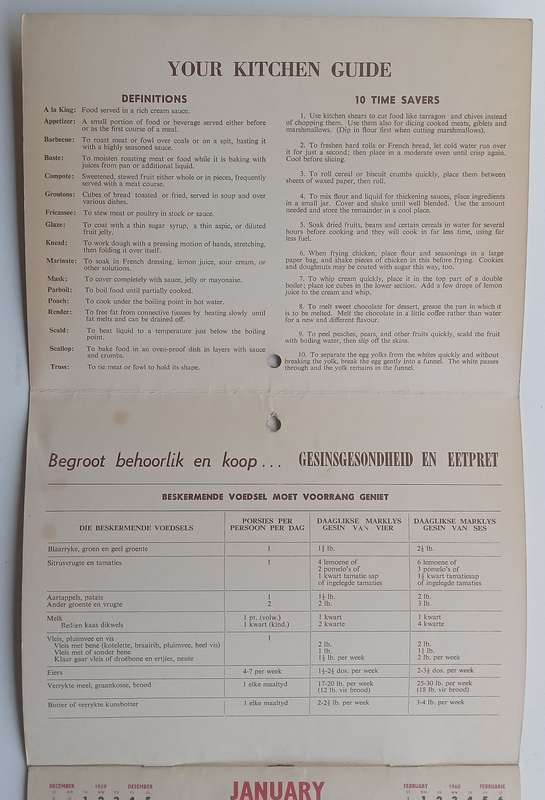 YOUR KITCHEN GUIDE
DEFINITIONS
A la King: Food served in a rich cream sauce.
Appetizer: A small portion of food or beverage served either before
or as the first course of a meal.
Barbecue: To roast meat or fowl over coals or on a spit, basting it
with a highly seasoned sauce.
Baste: To moisten roasting meat or food while it is baking with
juices from pan or additional liquid.
Compote: Sweetened, stewed fruit either whole or in pieces, frequently
served with a meat course.
Croutons: Cubes of bread toasted or fried, served in soup and over
various dishes.
Fricassee: To stew meat or poultry in stock or sauce.
Glaze: To coat with a thin sugar syrup, a thin aspic, or diluted
fruit jelly.
Knead: To work dough with a pressing motion of hands, stretching,
then folding it over itself.
Marinate: To soak in French dressing, lemon juice, sour cream, or
other solutions.
Mask: To cover completely with sauce, jelly or mayonaise.
Parboil: To boil food until partially cooked.
Poach: To cook under the boiling point in hot water.
Render: To free fat from connective tissues by heating slowly until
fat melts and can be drained off.
Scald: To heat liquid to a temperature just below the boiling
point.
Scallop: To bake food in an oven-proof dish in layers with sauce
and crumbs.
Truss: To tie meat or fowl to hold its shape.
10 TIME SAVERS
1. Use kitchen shears to cut food like tarragon and chives instead
of chopping them. Use them also for dicing cooked meats, giblets and
marshmallows. (Dip in flour first when cutting marshmallows).
2. To freshen hard rolls or French bread, let cold water run over
it for just a second; then place in a moderate oven until crisp again.
Cool before slicing.
3. To roll cereal or biscuit crumbs quickly, place them between
sheets of waxed paper, then roll.
4. To mix flour and liquid for thickening sauces, place ingredients
in a small jar. Cover and shake until well blended. Use the amount
needed and store the remainder in a cool place.
5. Soak dried fruits, beans and certain cereals in water for several
hours before cooking and they will cook in far less time, using far
less fuel.
6. When frying chicken, place flour and seasonings in a large
paper bag, and shake pieces of chicken in this before frying. Cookies
and doughnuts may be coated with sugar this way, too.
7. To whip cream quickly, place it in the top part of a double
boiler; place ice cubes in the lower section. Add a few drops of lemon
juice to the cream and whip.
8. To melt sweet chocolate for dessert, grease the pan in which it
is to be melted. Melt the chocolate in a little coffee rather than water
for a new and different flavour.
9. To peel peaches, pears, and other fruits quickly, scald the fruit
with boiling water, then slip off the skins.
10. To separate the egg yolks from the whites quickly and without
breaking the yolk, break the egg gently into a funnel. The white passes
through and the yolk remains in the funnel.
Begroot behoorlik en koop... GESINSGESONDHEID EN EETPRET
BESKERMENDE VOEDSEL MOET VOORRANG GENIET
DIE BESKERMENDE VOEDSELS PORSIES PER PERSOON PER DAG DAAGLIKSE MARKLYS GESIN VAN VIER DAAGLIKSE MARKLYS GESIN VAN SES
Blaarryke, groen en geel groente 1 lb. lb.
Sitrusvrugte en tamaties 1 4 lemoene of 6 lemoene of
2 pomelo's of 3 pomelo's of
1 kwart tamatie sap 1½ kwart tamatiesap
of ingelegde tamaties of ingelegde tamaties
Aartappels, patats 1 1½ lb. 2 lb.
Ander groente en vrugte 2 2 lb. 3 lb.
Melk 1 pt. (volw.) 1 kwart 1 kwart
Bedien kaas dikwels 1 kwart (kind.) 2 kwarte 4 kwarte
Vleis, pluimvee en vis 1
Vleis met bene (kotelette, braairib, pluimvee, heel vis) 2 lb. 2 lb.
Vleis met of sonder bene 1 lb. 1½ lb.
Klaar gaar vleis of droëbone en ertjies, neute 1½ lb. per week 2 lb. per week
Eiers 4-7 per week 1½-2½ dos. per week 2-3½ dos. per week
Verrykte meel, graankosse, brood 1 elke maaltyd 17-20 lb. per week 25-30 lb. per week
(12 lb. vir brood) (18 lb. vir brood)
Botter of verrykte kunsbotter 1 elke maaltyd 2-2½ lb. per week 3-4 lb. per week
DECEMBER 1959 DESEMBER
JANUARY
FEBRUARY 1960 FEBRUARIE
1 2 3 4 5
1 2 3 4 5 6